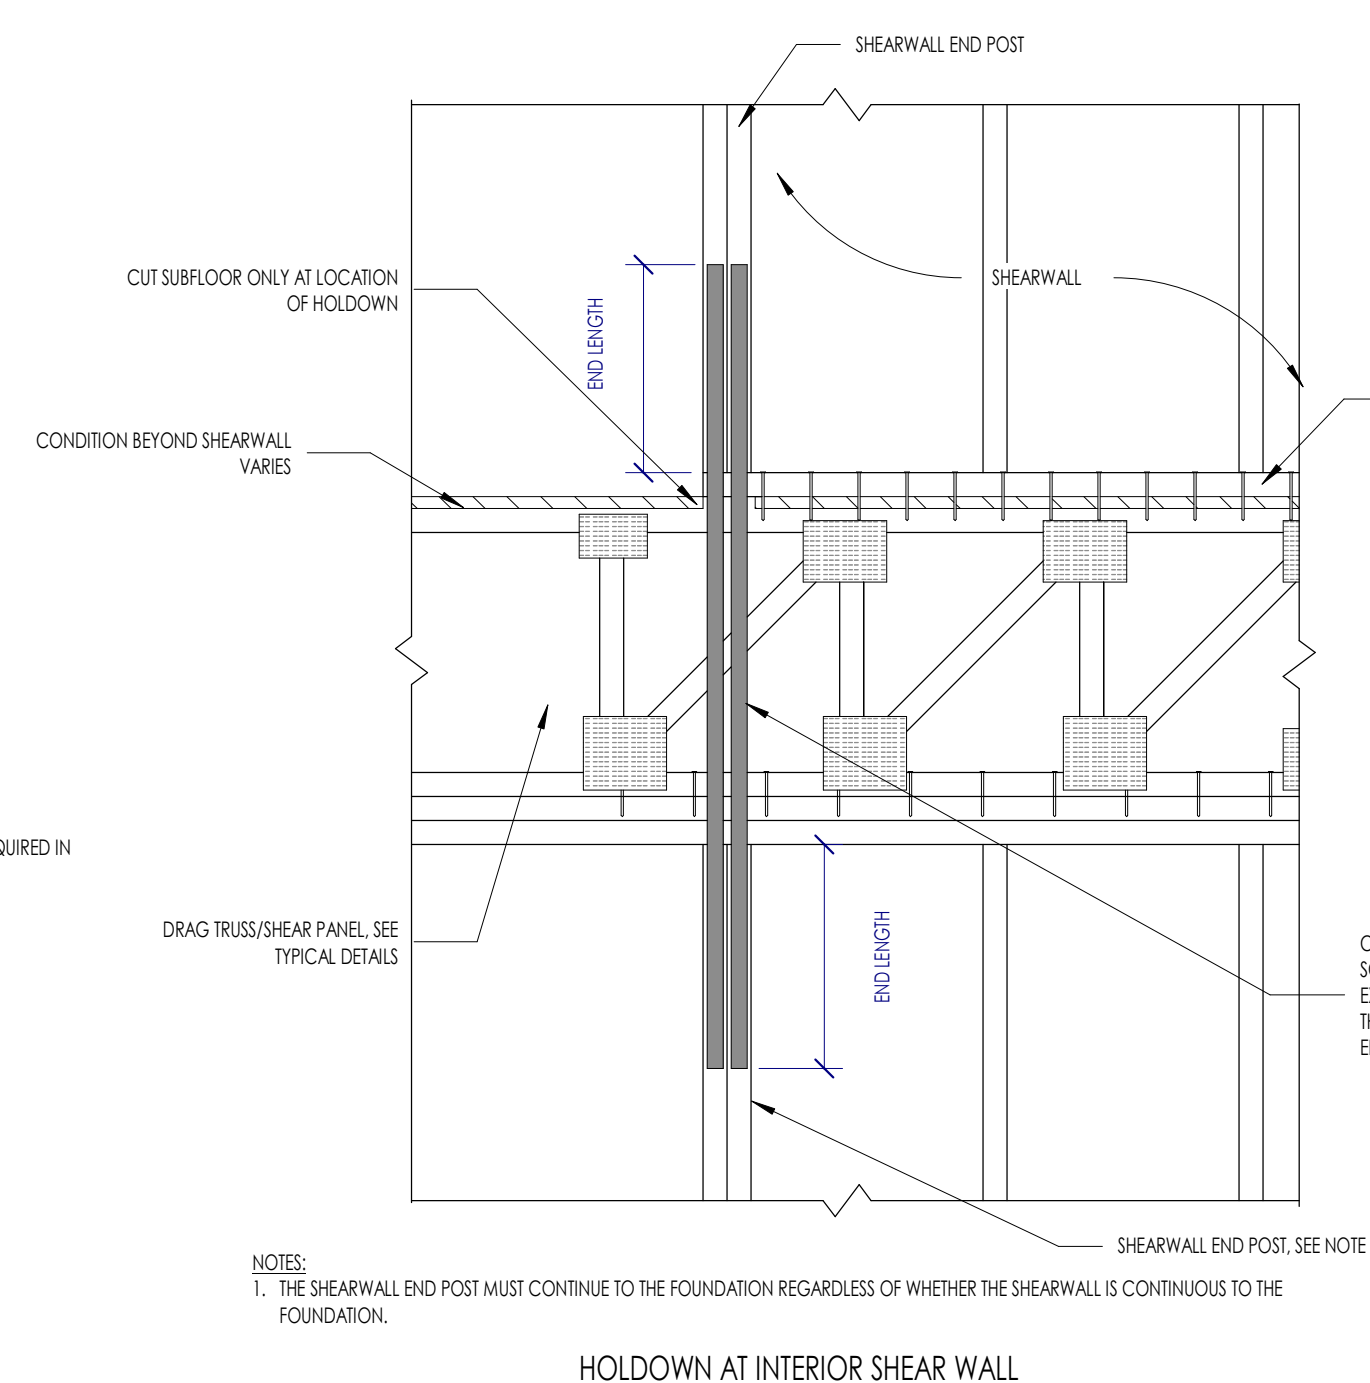 SHEARWALL END POST
CUT SUBFLOOR ONLY AT LOCATION
OF HOLDOWN
END LENGTH
SHEARWALL
CONDITION BEYOND SHEARWALL
VARIES
QUIRED IN
DRAG TRUSS/SHEAR PANEL, SEE
TYPICAL DETAILS
END LENGTH
SHEARWALL END POST, SEE NOTE
NOTES:
1. THE SHEARWALL END POST MUST CONTINUE TO THE FOUNDATION REGARDLESS OF WHETHER THE SHEARWALL IS CONTINUOUS TO THE
FOUNDATION.
HOLDOWN AT INTERIOR SHEAR WALL